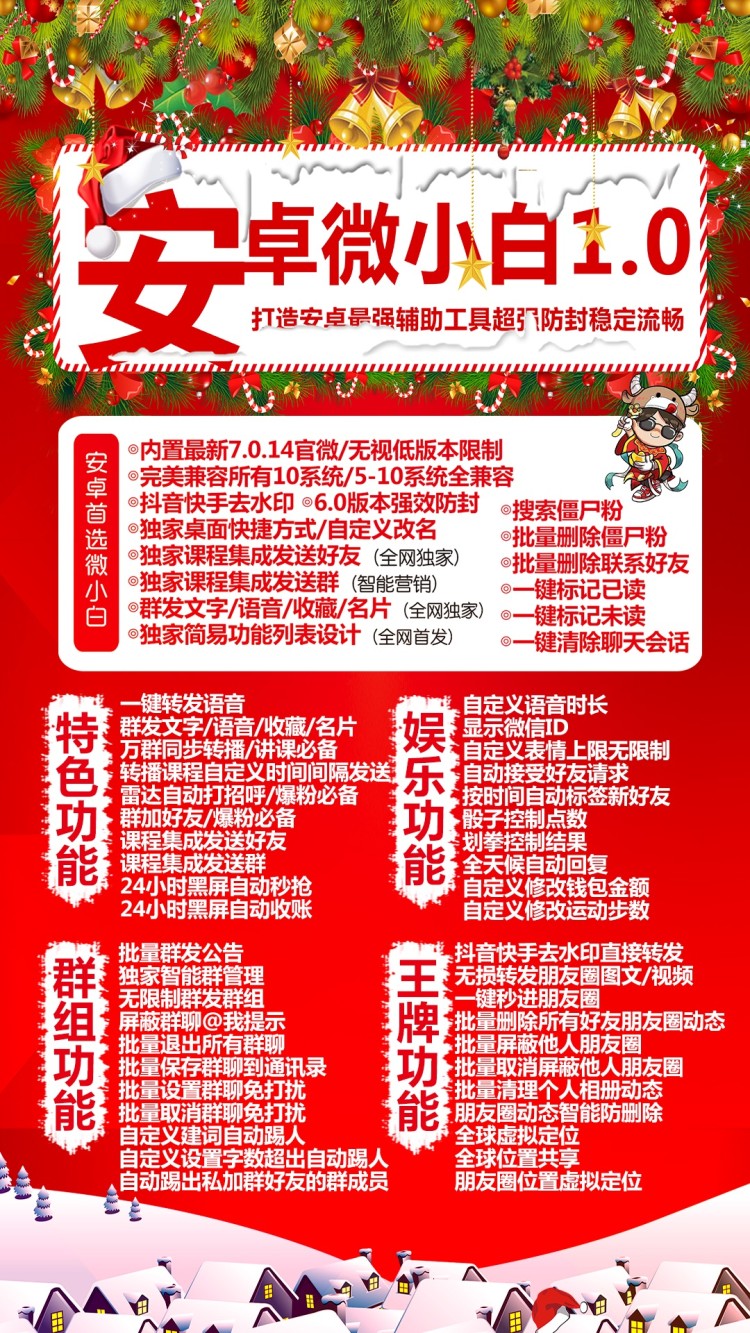 安卓微小白1.0
打造安卓最强辅助工具超强防封稳定流畅
安卓首选微小白
◎内置最新7.0.14官微/无视低版本限制
◎完美兼容所有10系统/5-10系统全兼容
◎抖音快手去水印 ◎6.0版本强效防封
◎独家桌面快捷方式/自定义改名
◎独家课程集成发送好友（全网独家）
◎独家课程集成发送群（智能营销）
◎群发文字/语音/收藏/名片（全网独家）
◎独家简易功能列表设计（全网首发）
◎搜索僵尸粉
◎批量删除僵尸粉
◎批量删除联系好友
◎一键标记已读
◎一键标记未读
◎一键清除聊天会话
特色功能
一键转发语音
群发文字/语音/收藏/名片
万群同步转播/讲课必备
转播课程自定义时间间隔发送
雷达自动打招呼/爆粉必备
群加好友/爆粉必备
课程集成发送好友
课程集成发送群
24小时黑屏自动秒抢
24小时黑屏自动收账
娱乐功能
自定义语音时长
显示微信ID
自定义表情上限无限制
自动接受好友请求
按时间自动标签新好友
骰子控制点数
划拳控制结果
全天候自动回复
自定义修改钱包金额
自定义修改运动步数
群组功能
批量群发公告
独家智能群管理
无限制群发群组
屏蔽群聊@我提示
批量退出所有群聊
批量保存群聊到通讯录
批量设置群聊免打扰
批量取消群聊免打扰
自定义建词自动踢人
自定义设置字数超出自动踢人
自动踢出私加群好友的群成员
王牌功能
抖音快手去水印直接转发
无损转发朋友圈图文/视频
一键秒进朋友圈
批量删除所有好友朋友圈动态
批量屏蔽他人朋友圈
批量取消屏蔽他人朋友圈
批量清理个人相册动态
朋友圈动态智能防删除
全球虚拟定位
全球位置共享
朋友圈位置虚拟定位